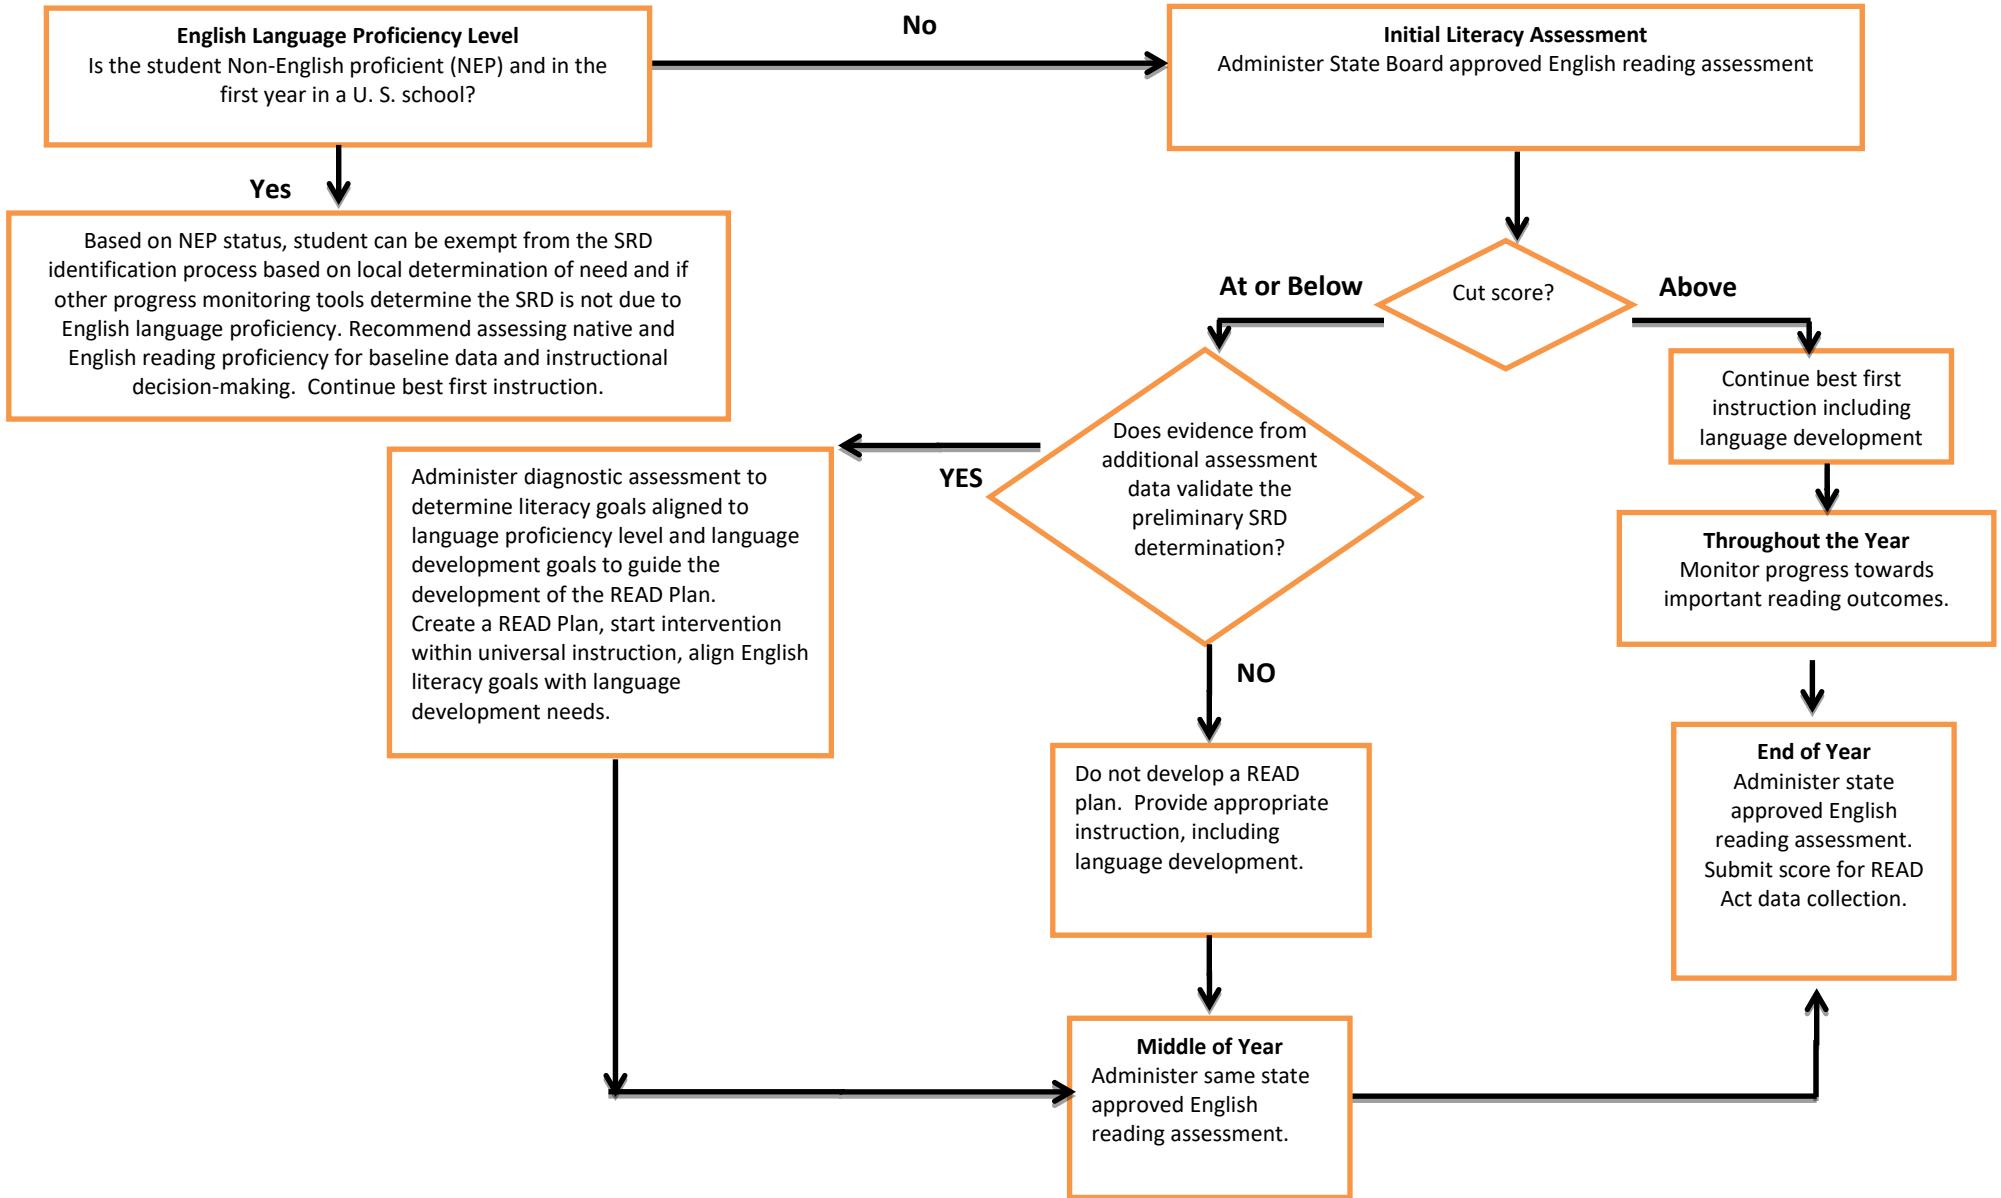 English Language Proficiency Level
Is the student Non-English proficient (NEP) and in the
first year in a U. S. school?
No
Initial Literacy Assessment
Administer State Board approved English reading assessment
Yes
Based on NEP status, student can be exempt from the SRD
identification process based on local determination of need and if
other progress monitoring tools determine the SRD is not due to
English language proficiency. Recommend assessing native and
English reading proficiency for baseline data and instructional
decision-making.  Continue best first instruction.
Cut score?
At or Below
Above
Continue best first
instruction including
language development
Does evidence from
additional assessment
data validate the
preliminary SRD
determination?
YES
Administer diagnostic assessment to
determine literacy goals aligned to
language proficiency level and language
development goals to guide the
development of the READ Plan.
Create a READ Plan, start intervention
within universal instruction, align English
literacy goals with language
development needs.
Throughout the Year
Monitor progress towards
important reading outcomes.
NO
Do not develop a READ
plan.  Provide appropriate
instruction, including
language development.
End of Year
Administer state
approved English
reading assessment.
Submit score for READ
Act data collection.
Middle of Year
Administer same state
approved English
reading assessment.